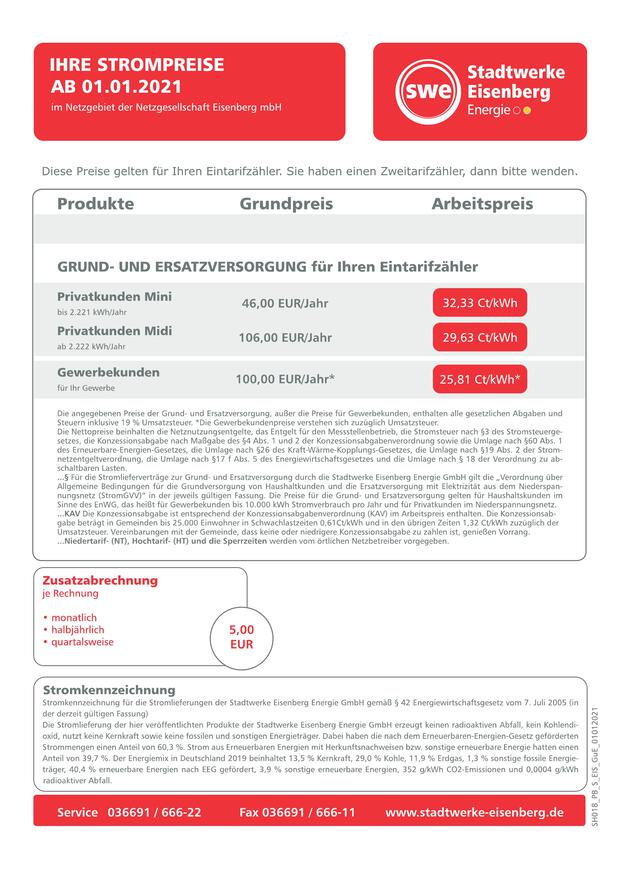 IHRE STROMPREISE
AB 01.01.2021
im Netzgebiet der Netzgesellschaft Eisenberg mbH
swe
Stadtwerke
Eisenberg
Energie
Diese Preise gelten für Ihren Eintarifzähler. Sie haben einen Zweitarifzähler, dann bitte wenden.
Produkte Grundpreis Arbeitspreis
GRUND- UND ERSATZVERSORGUNG für Ihren Eintarifzähler
Privatkunden Mini 46,00 EUR/Jahr 32,33 Ct/kWh
bis 2.221 kWh/Jahr
Privatkunden Midi 106,00 EUR/Jahr 29,63 Ct/kWh
ab 2.222 kWh/Jahr
Gewerbekunden 100,00 EUR/Jahr* 25,81 Ct/kWh*
für Ihr Gewerbe
Die angegebenen Preise der Grund- und Ersatzversorgung, außer die Preise für Gewerbekunden, enthalten alle gesetzlichen Abgaben und
Steuern inklusive 19 % Umsatzsteuer. *Die Gewerbekundenpreise verstehen sich zuzüglich Umsatzsteuer.
Die Nettopreise beinhalten die Netznutzungsentgelte, das Entgelt für den Messstellenbetrieb, die Stromsteuer nach §3 des Stromsteuerge-
setzes, die Konzessionsabgabe nach Maßgabe des §4 Abs. 1 und 2 der Konzessionsabgabenverordnung sowie die Umlage nach §60 Abs. 1
des Erneuerbare-Energien-Gesetzes, die Umlage nach §26 des Kraft-Wärme-Kopplungs-Gesetzes, die Umlage nach §19 Abs. 2 der Strom-
netzentgeltverordnung, die Umlage nach §17 f Abs. 5 des Energiewirtschaftsgesetzes und die Umlage nach § 18 der Verordnung zu ab-
schaltbaren Lasten.
...§ Für die Stromlieferverträge zur Grund- und Ersatzversorgung durch die Stadtwerke Eisenberg Energie GmbH gilt die „Verordnung über
Allgemeine Bedingungen für die Grundversorgung von Haushaltkunden und die Ersatzversorgung mit Elektrizität aus dem Niederspan-
nungsnetz (StromGVV)" in der jeweils gültigen Fassung. Die Preise für die Grund- und Ersatzversorgung gelten für Haushaltskunden im
Sinne des EnWG, das heißt für Gewerbekunden bis 10.000 kWh Stromverbrauch pro Jahr und für Privatkunden im Niederspannungsnetz.
...KAV Die Konzessionsabgabe ist entsprechend der Konzessionsabgabenverordnung (KAV) im Arbeitspreis enthalten. Die Konzessionsab-
gabe beträgt in Gemeinden bis 25.000 Einwohner in Schwachlastzeiten 0,61Ct/kWh und in den übrigen Zeiten 1,32 Ct/kWh zuzüglich der
Umsatzsteuer. Vereinbarungen mit der Gemeinde, dass keine oder niedrigere Konzessionsabgabe zu zahlen ist, genießen Vorrang.
...Niedertarif- (NT), Hochtarif- (HT) und die Sperrzeiten werden vom örtlichen Netzbetreiber vorgegeben.
Zusatzabrechnung
je Rechnung
• monatlich
• halbjährlich
• quartalsweise
5,00
EUR
Stromkennzeichnung
Stromkennzeichnung für die Stromlieferungen der Stadtwerke Eisenberg Energie GmbH gemäß § 42 Energiewirtschaftsgesetz vom 7. Juli 2005 (in
der derzeit gültigen Fassung)
Die Stromlieferung der hier veröffentlichten Produkte der Stadtwerke Eisenberg Energie GmbH erzeugt keinen radioaktiven Abfall, kein Kohlendi-
oxid, nutzt keine Kernkraft sowie keine fossilen und sonstigen Energieträger. Dabei haben die nach dem Erneuerbaren-Energien-Gesetz geförderten
Strommengen einen Anteil von 60,3 %. Strom aus Erneuerbaren Energien mit Herkunftsnachweisen bzw. sonstige erneuerbare Energie hatten einen
Anteil von 39,7 %. Der Energiemix in Deutschland 2019 beinhaltet 13,5 % Kernkraft, 29,0 % Kohle, 11,9 % Erdgas, 1,3 % sonstige fossile Energie-
träger, 40,4 % erneuerbare Energien nach EEG gefördert, 3,9 % sonstige erneuerbare Energien, 352 g/kWh CO2-Emissionen und 0,0004 g/kWh
radioaktiver Abfall.
Service 036691 / 666-22 Fax 036691 / 666-11 www.stadtwerke-eisenberg.de
SH018_PB_S_EIS_GuE_01012021